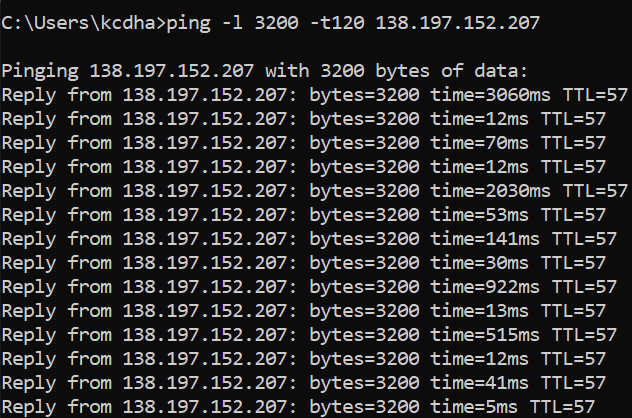 C:\Users\kcdha>ping -l 3200 -t120 138.197.152.207
Pinging 138.197.152.207 with 3200 bytes of data:
Reply from 138.197.152.207: bytes=3200 time=3060ms TTL=57
Reply from 138.197.152.207: bytes=3200 time=12ms TTL=57
Reply from 138.197.152.207: bytes=3200 time=70ms TTL=57
Reply from 138.197.152.207: bytes=3200 time=12ms TTL=57
Reply from 138.197.152.207: bytes=3200 time=2030ms TTL=57
Reply from 138.197.152.207: bytes=3200 time=53ms TTL=57
Reply from 138.197.152.207: bytes=3200 time=141ms TTL=57
Reply from 138.197.152.207: bytes=3200 time=30ms TTL=57
Reply from 138.197.152.207: bytes=3200 time=922ms TTL=57
Reply from 138.197.152.207: bytes=3200 time=13ms TTL=57
Reply from 138.197.152.207: bytes=3200 time=515ms TTL=57
Reply from 138.197.152.207: bytes=3200 time=12ms TTL=57
Reply from 138.197.152.207: bytes=3200 time=41ms TTL=57
Reply from 138.197.152.207: bytes=3200 time=5ms TTL=57